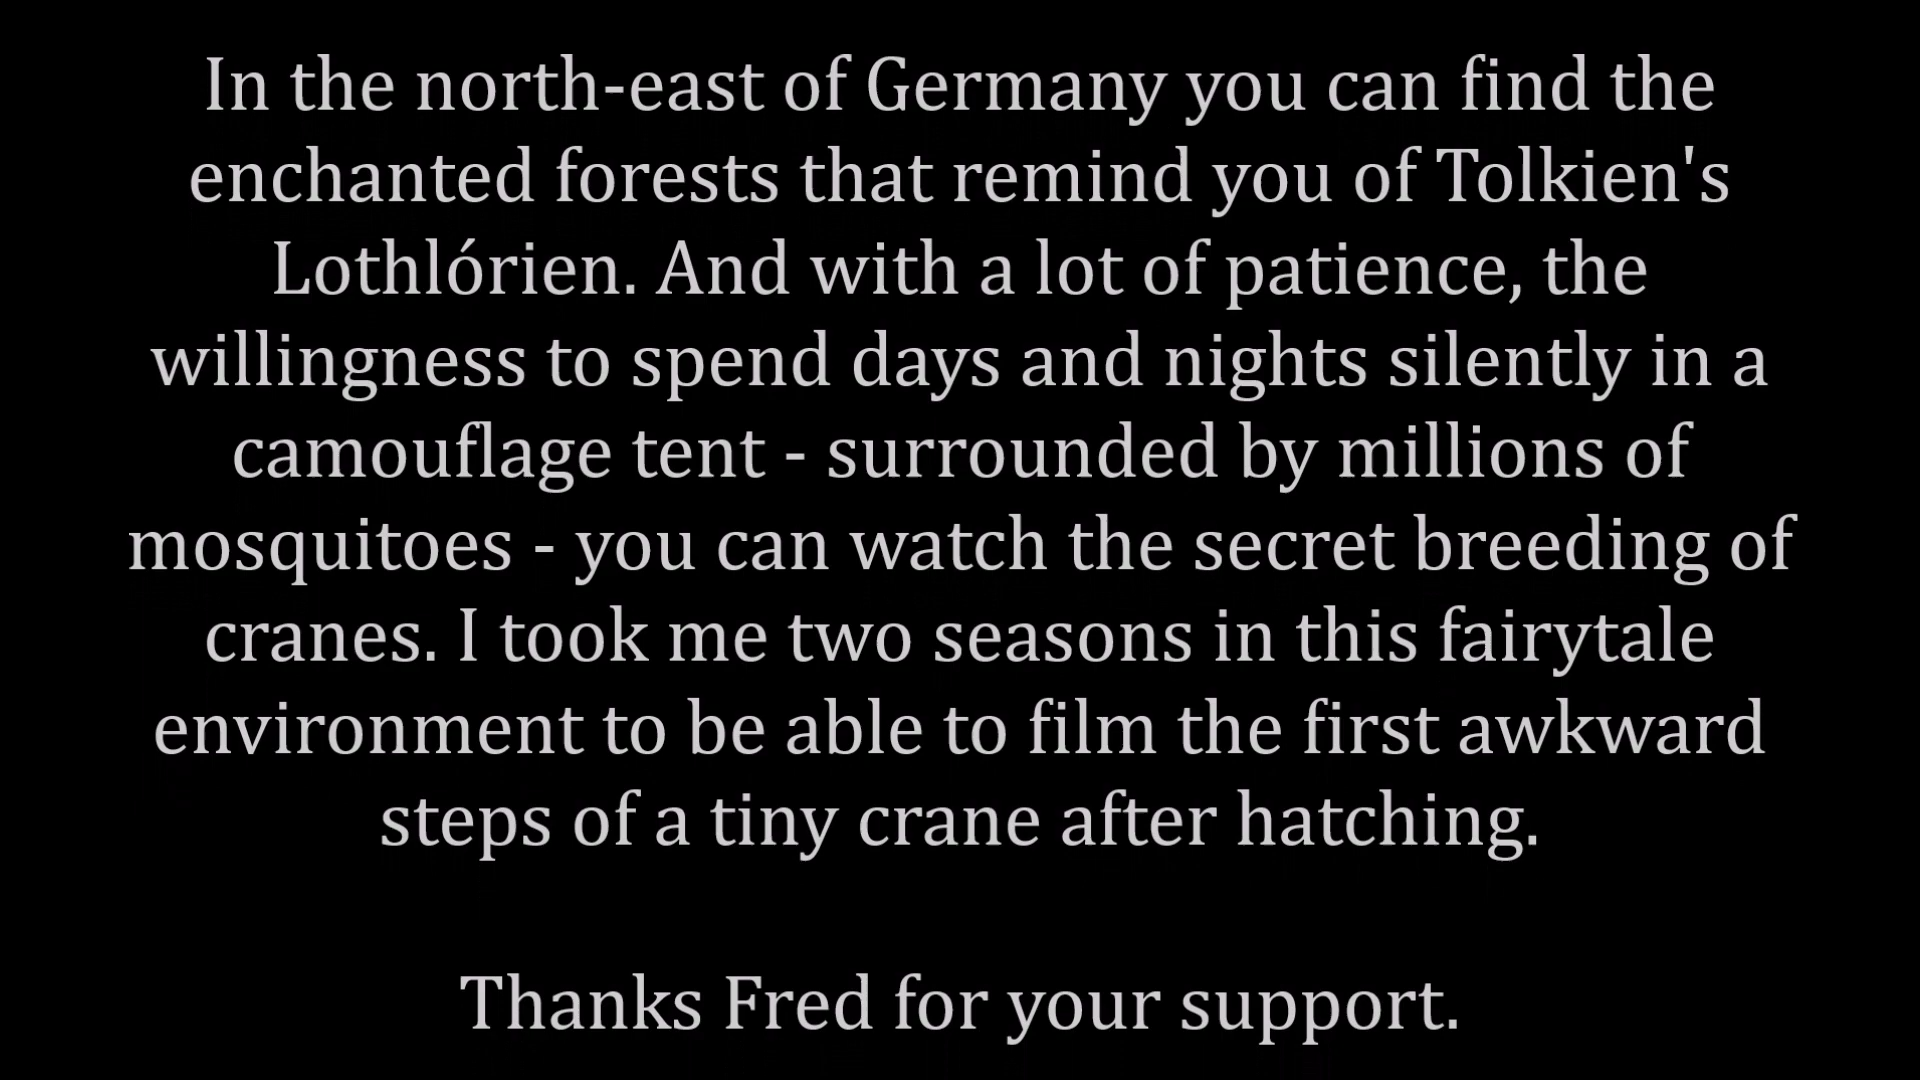 In the north-east of Germany you can find the
enchanted forests that remind you of Tolkien's
Lothlórien. And with a lot of patience, the
willingness to spend days and nights silently in a
camouflage tent - surrounded by millions of
mosquitoes - you can watch the secret breeding of
cranes. I took me two seasons in this fairytale
environment to be able to film the first awkward
steps of a tiny crane after hatching.
Thanks Fred for your support.